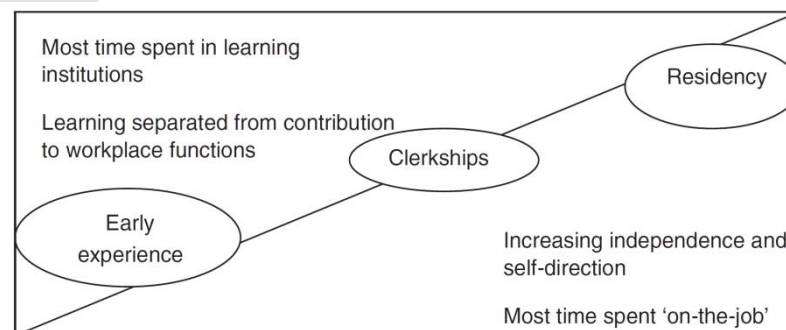 Most time spent in learning
institutions
Learning separated from contribution
to workplace functions
Residency
Clerkships
Early
experience
Increasing independence and
self-direction
Most time spent ‘on-the-job’